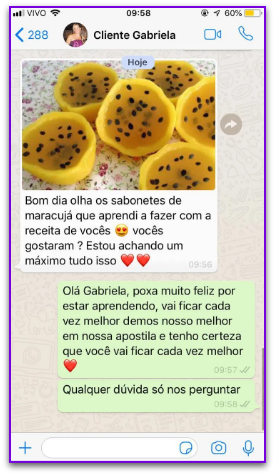 VIVO 09:58 60%
288 Cliente Gabriela
Hoje
Bom dia olha os sabonetes de
maracujá que aprendi a fazer com a
receita de vocês 😍 vocês
gostaram ? Estou achando um
máximo tudo isso ❤️❤️
09:56
Olá Gabriela, poxa muito feliz por
estar aprendendo, vai ficar cada
vez melhor demos nosso melhor
em nossa apostila e tenho certeza
que você vai ficar cada vez melhor
❤️
09:57
Qualquer dúvida só nos perguntar
09:58